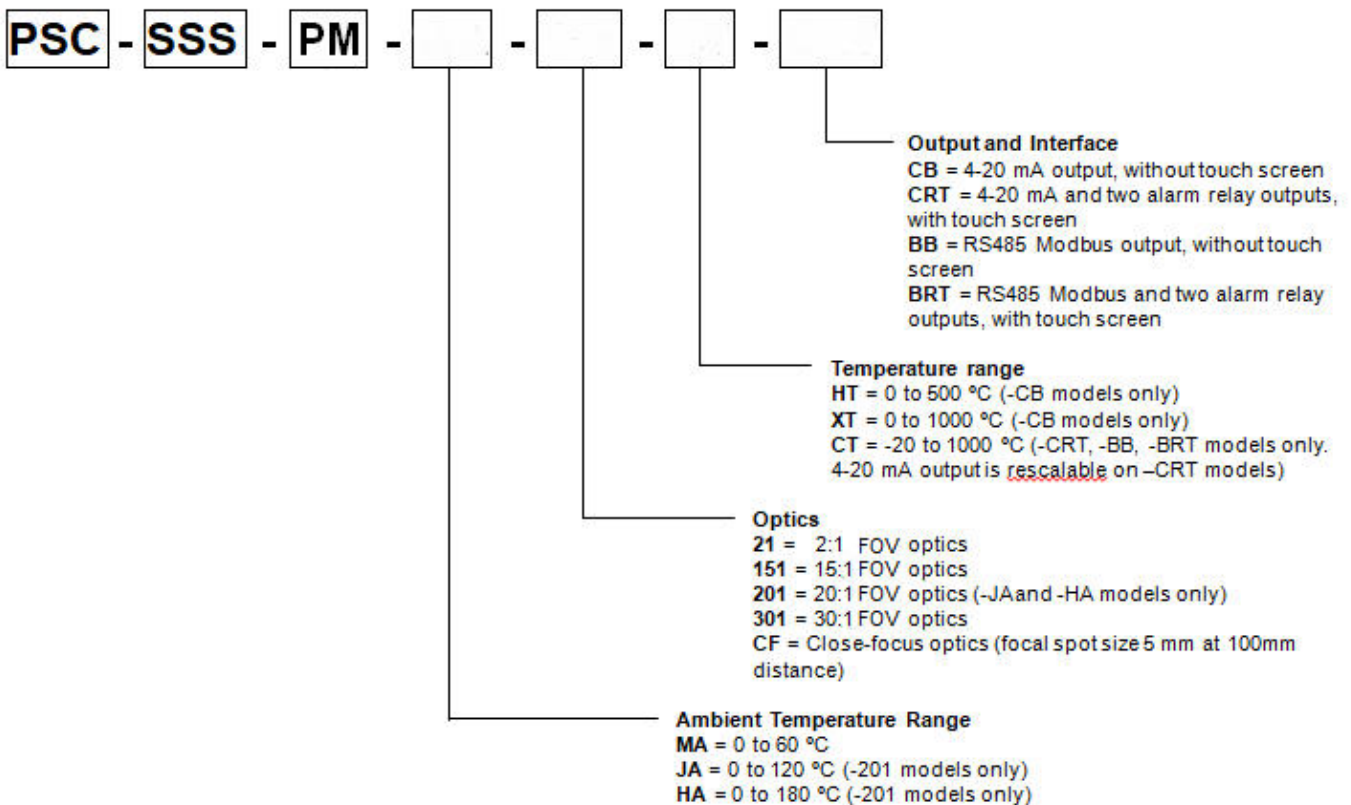 PSC - SSS - PM - - - -
Output and Interface
CB = 4-20 mA output, without touch screen
CRT = 4-20 mA and two alarm relay outputs,
with touch screen
BB = RS485 Modbus output, without touch
screen
BRT = RS485 Modbus and two alarm relay
outputs, with touch screen
Temperature range
HT = 0 to 500 ºC (-CB models only)
XT = 0 to 1000 ºC (-CB models only)
CT = -20 to 1000 ºC (-CRT, -BB, -BRT models only.
4-20 mA output is rescalable on –CRT models)
Optics
21 = 2:1 FOV optics
151 = 15:1 FOV optics
201 = 20:1 FOV optics (-JAand -HA models only)
301 = 30:1 FOV optics
CF = Close-focus optics (focal spot size 5 mm at 100mm
distance)
Ambient Temperature Range
MA = 0 to 60 ºC
JA = 0 to 120 ºC (-201 models only)
HA = 0 to 180 ºC (-201 models only)